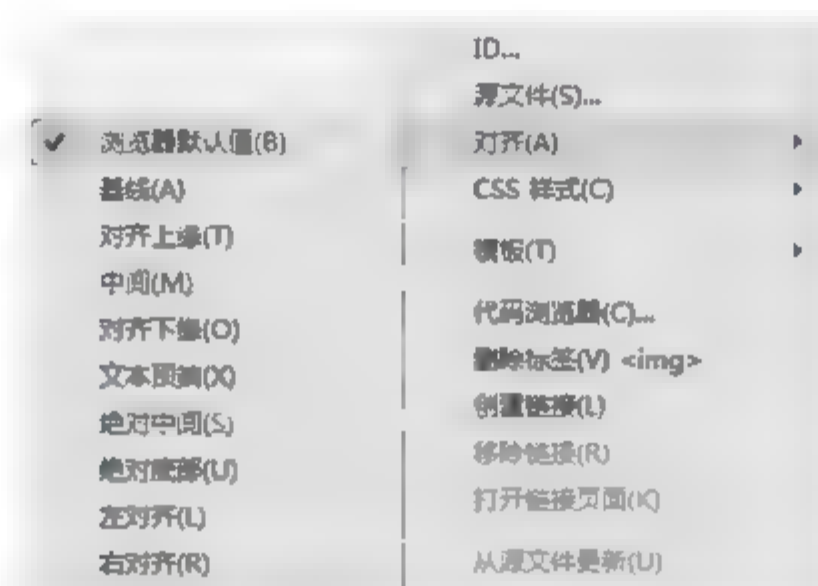 ID...
源文件(S)...
对齐(A)
CSS 样式(C)
模板(T)
代码浏览器(C)...
删除标签(V) <img>
创建链接(L)
移除链接(R)
打开链接页面(K)
从源文件更新(U)
浏览器默认值(B)
基线(A)
对齐上缘(T)
中间(M)
对齐下缘(O)
文本顶端(X)
绝对中间(S)
绝对底部(U)
左对齐(L)
右对齐(R)